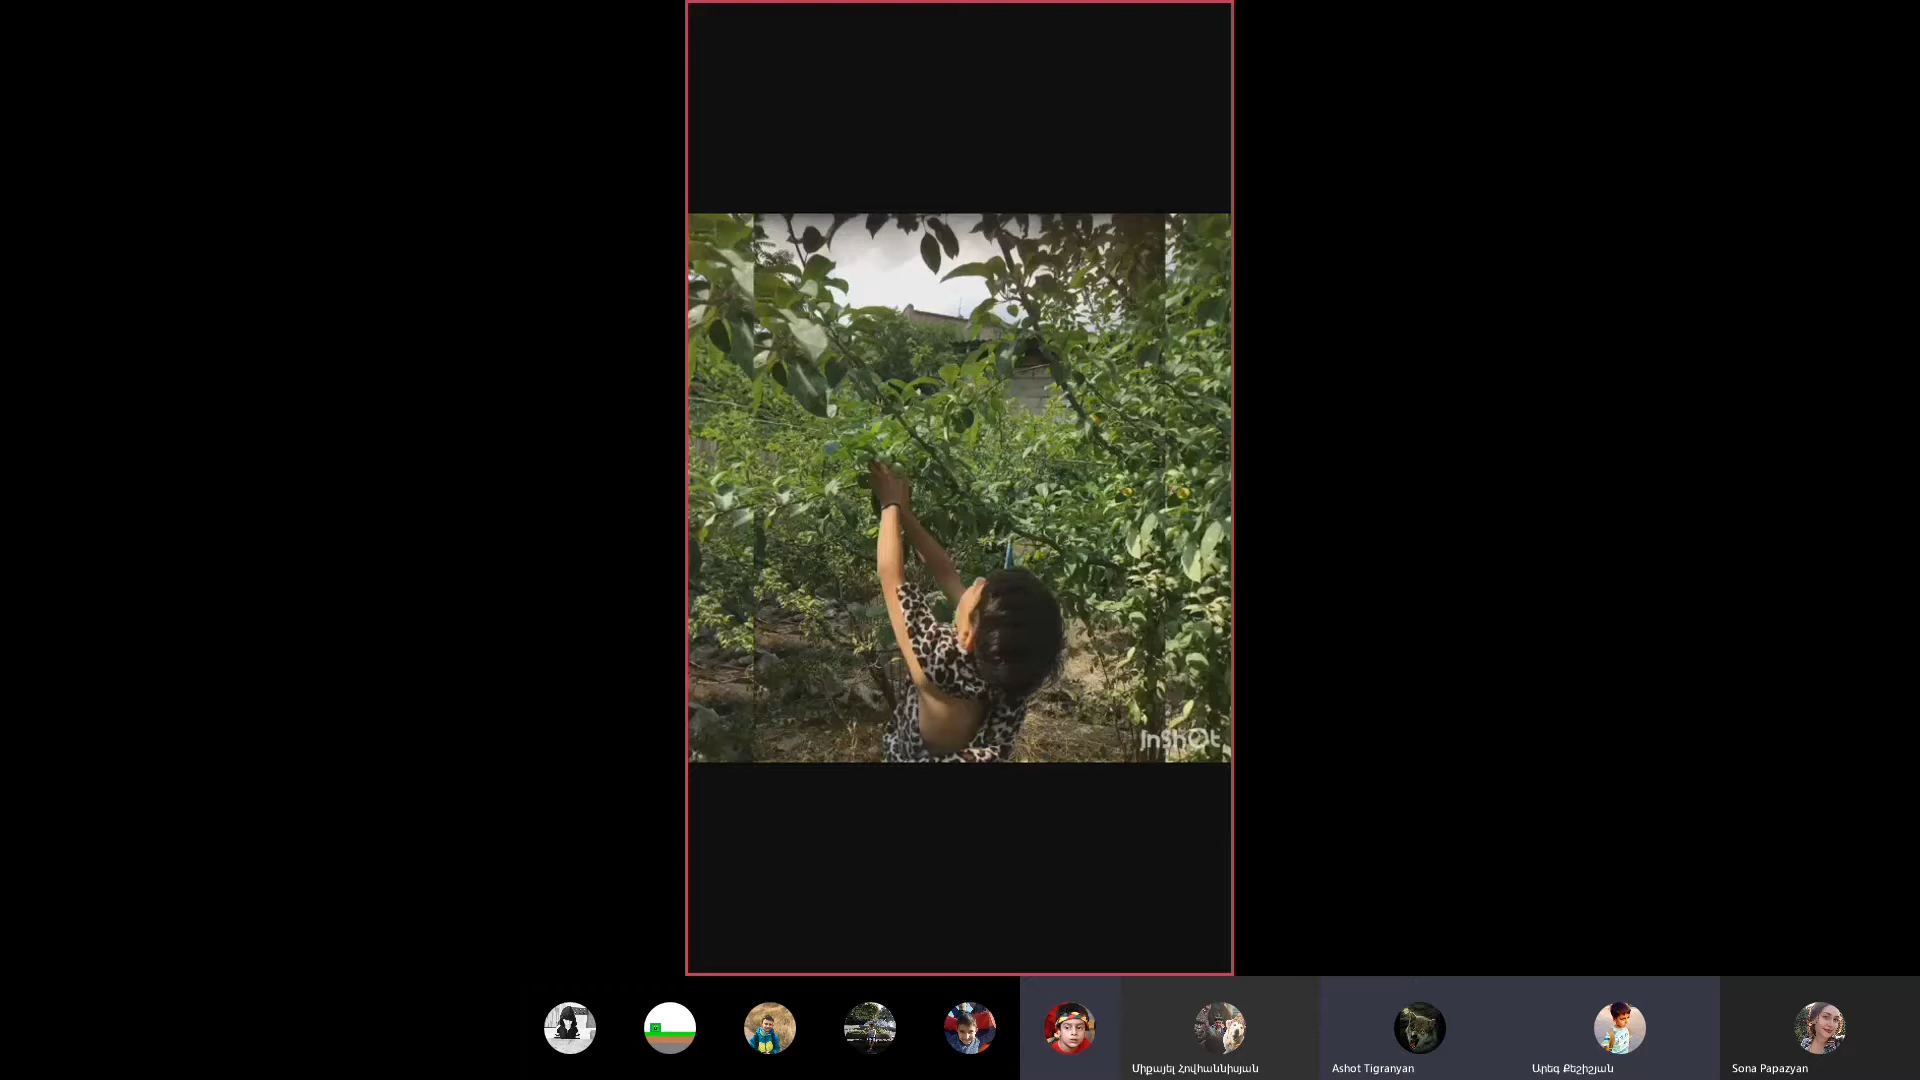 InShOt
Միքայել Հովհաննիսյան
Ashot Tigranyan
Արեգ Քեշիշյան
Sona Papazyan